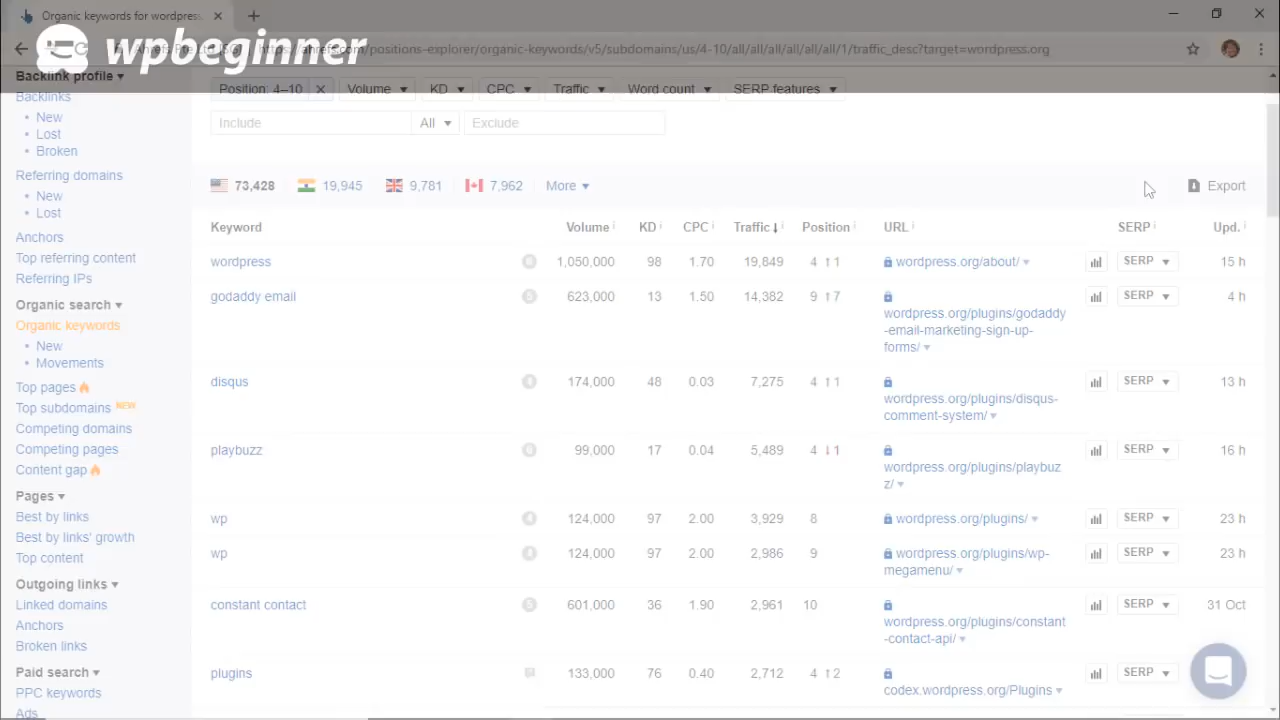 Organic keywords for wordpress.
wpbeginner
https://ahrefs.com/positions-explorer/organic-keywords/v5/subdomains/us/4-10/all/all/all/all/all/all/1/traffic_desc?target=wordpress.org
Backlink profile
Backlinks
New
Lost
Broken
Referring domains
New
Lost
Anchors
Top referring content
Referring IPs
Organic search
Organic keywords
New
Movements
Top pages
Top subdomains NEW
Competing domains
Competing pages
Content gap
Pages
Best by links
Best by links' growth
Top content
Outgoing links
Linked domains
Anchors
Broken links
Paid search
PPC keywords
Ads
Position: 4–10 Volume KD CPC Traffic Word count SERP features
Include All Exclude
73,428 19,945 9,781 7,962 More Export
Keyword Volume KD CPC Traffic Position URL SERP Upd.
wordpress 6 1,050,000 98 1.70 19,849 4 ↑1 wordpress.org/about/ SERP 15 h
godaddy email 5 623,000 13 1.50 14,382 9 ↑7 SERP 4 h
wordpress.org/plugins/godaddy
-email-marketing-sign-up-
forms/
disqus 4 174,000 48 0.03 7,275 4 ↑1 SERP 13 h
wordpress.org/plugins/disqus-
comment-system/
playbuzz 6 99,000 17 0.04 5,489 4 ↓1 SERP 16 h
wordpress.org/plugins/playbuz
z/
wp 4 124,000 97 2.00 3,929 8 wordpress.org/plugins/ SERP 23 h
wp 4 124,000 97 2.00 2,986 9 wordpress.org/plugins/wp- SERP 23 h
megamenu/
constant contact 5 601,000 36 1.90 2,961 10 SERP 31 Oct
wordpress.org/plugins/constant
-contact-api/
plugins 133,000 76 0.40 2,712 4 ↑2 SERP
codex.wordpress.org/Plugins